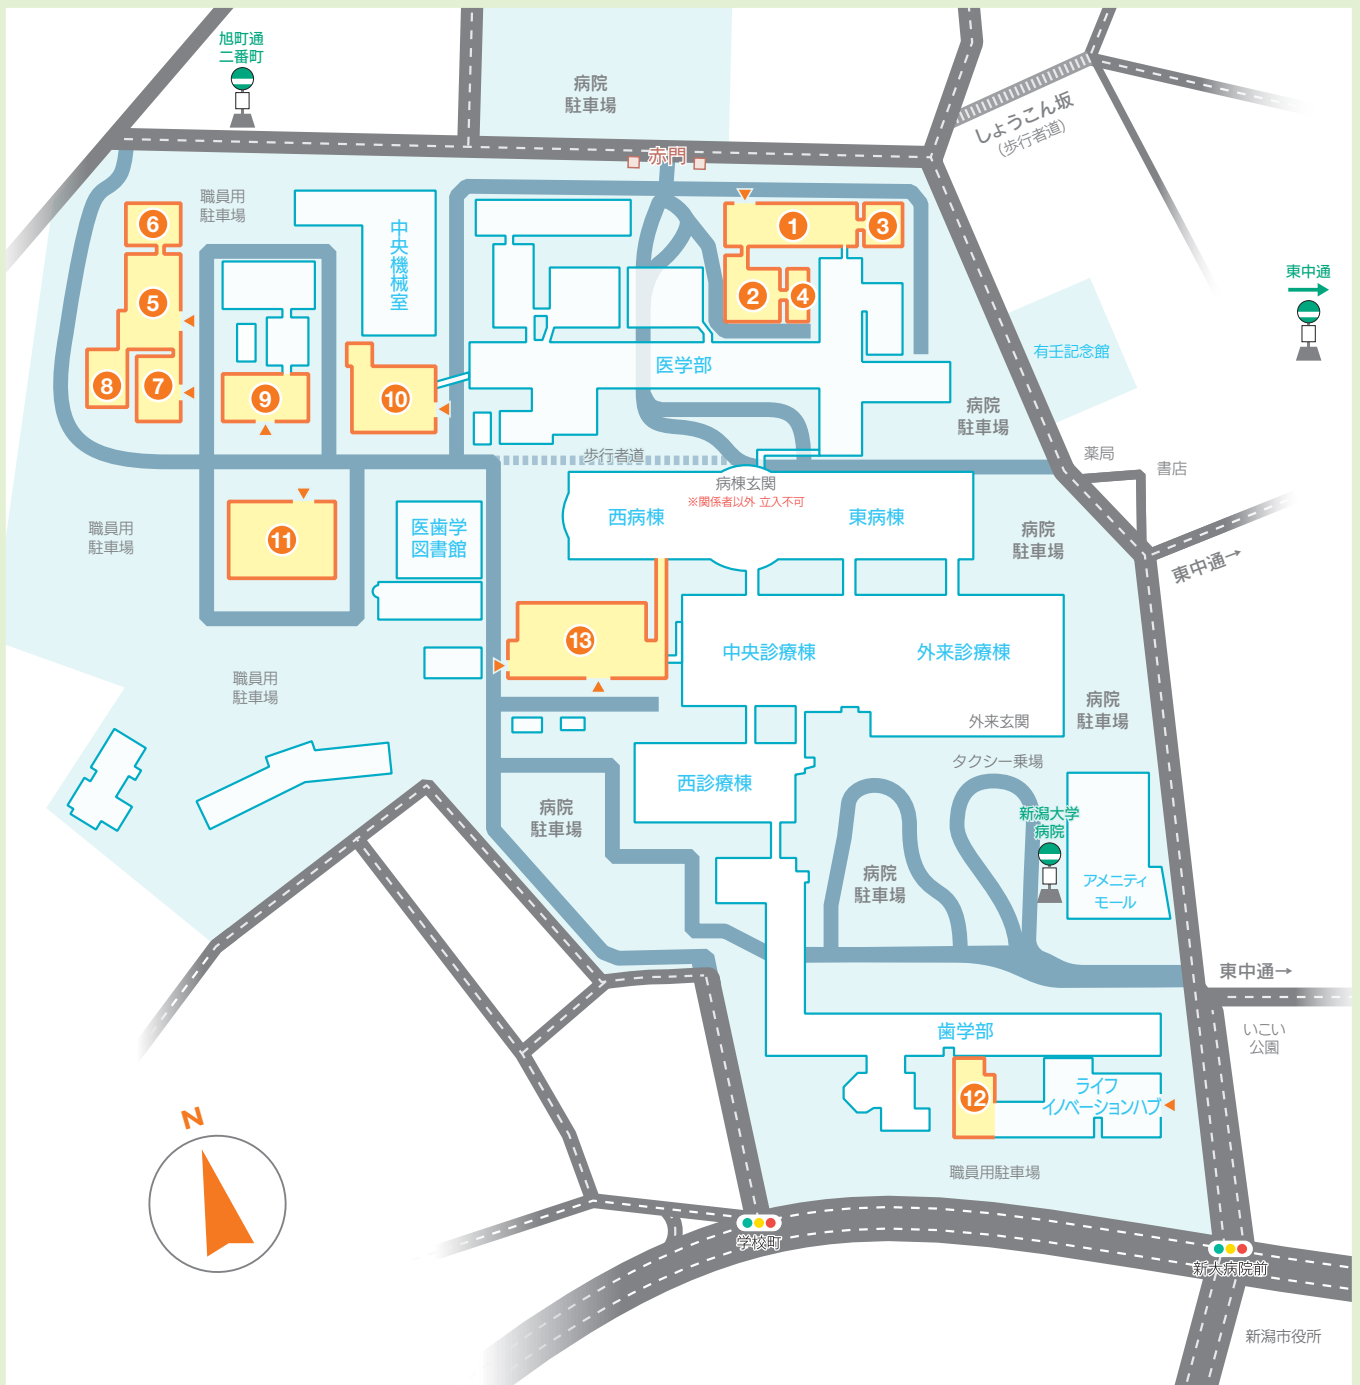 旭町通
二番町
病院
駐車場
しょうこん坂
(歩行者道)
赤門
職員用
駐車場
中央機械室
6
1
3
東中通
5
2
4
医学部
有壬記念館
8
7
9
10
病院
駐車場
歩行者道
薬局
書店
病棟玄関
※関係者以外 立入不可
西病棟
東病棟
職員用
駐車場
11
医歯学
図書館
病院
駐車場
東中通→
13
中央診療棟
外来診療棟
職員用
駐車場
病院
駐車場
外来玄関
タクシー乗場
西診療棟
病院
駐車場
新潟大学
病院
病院
駐車場
アメニティ
モール
東中通→
歯学部
いこい
公園
12
ライフ
イノベーションハブ
N
職員用駐車場
学校町
新大病院前
新潟市役所